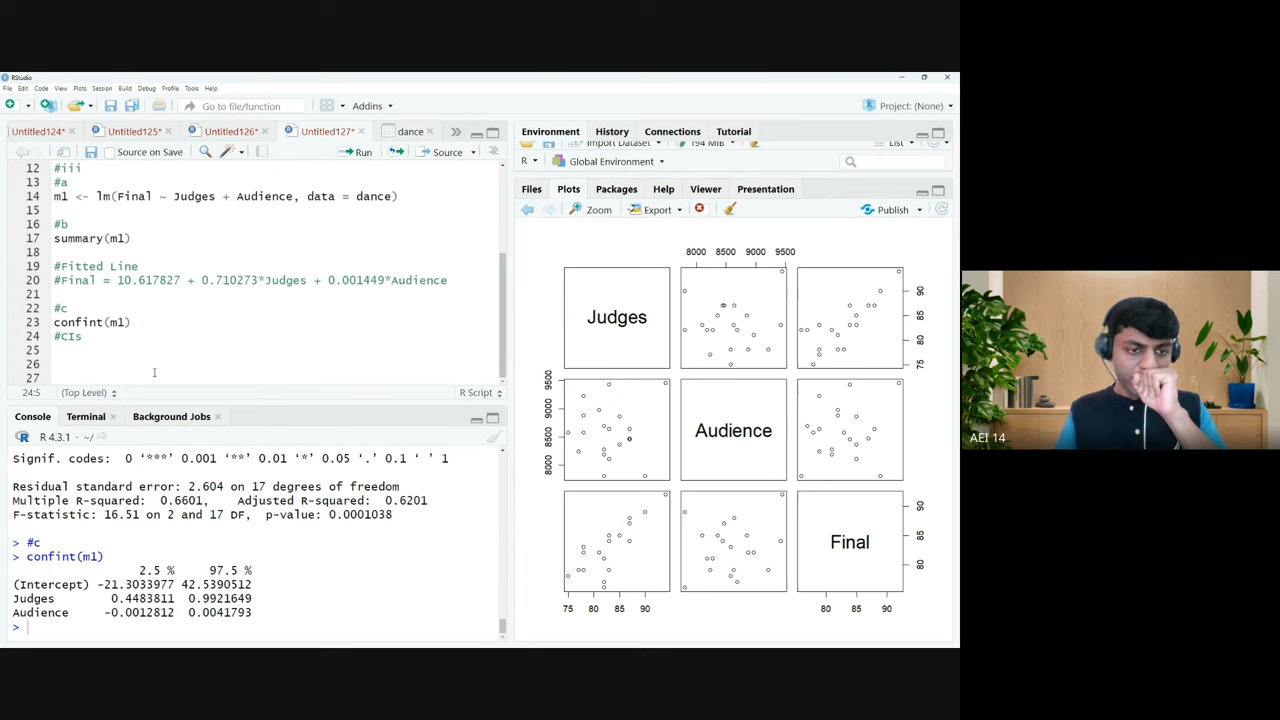 RStudio
File Edit Code View Plots Session Build Debug Profile Tools Help
Go to file/function
Addins
Project: (None)
Untitled124*
Untitled125*
Untitled126*
Untitled127*
dance
Source on Save
Run
Source
12 #iii
13 #a
14 m1 <- lm(Final ~ Judges + Audience, data = dance)
15
16 #b
17 summary(m1)
18
19 #Fitted Line
20 #Final = 10.617827 + 0.710273*Judges + 0.001449*Audience
21
22 #c
23 confint(m1)
24 #CIs
25
26
27
24:5 (Top Level) R Script
Console Terminal Background Jobs
R 4.3.1 · ~/
Signif. codes:  0 ‘***’ 0.001 ‘**’ 0.01 ‘*’ 0.05 ‘.’ 0.1 ‘ ’ 1
Residual standard error: 2.604 on 17 degrees of freedom
Multiple R-squared:  0.6601,	Adjusted R-squared:  0.6201
F-statistic: 16.51 on 2 and 17 DF,  p-value: 0.0001038
> #c
> confint(m1)
2.5 % 97.5 %
(Intercept) -21.3033977 42.5390512
Judges 0.4483811 0.9921649
Audience -0.0012812 0.0041793
>
Environment History Connections Tutorial
Import Dataset 194 MiB List
R Global Environment
Files Plots Packages Help Viewer Presentation
Zoom Export Publish
8000 8500 9000 9500
Judges
75 80 85 90
Audience
8000 8500 9000 9500
Final
80 90
75 80 85 90
80 85 90
AEI 14